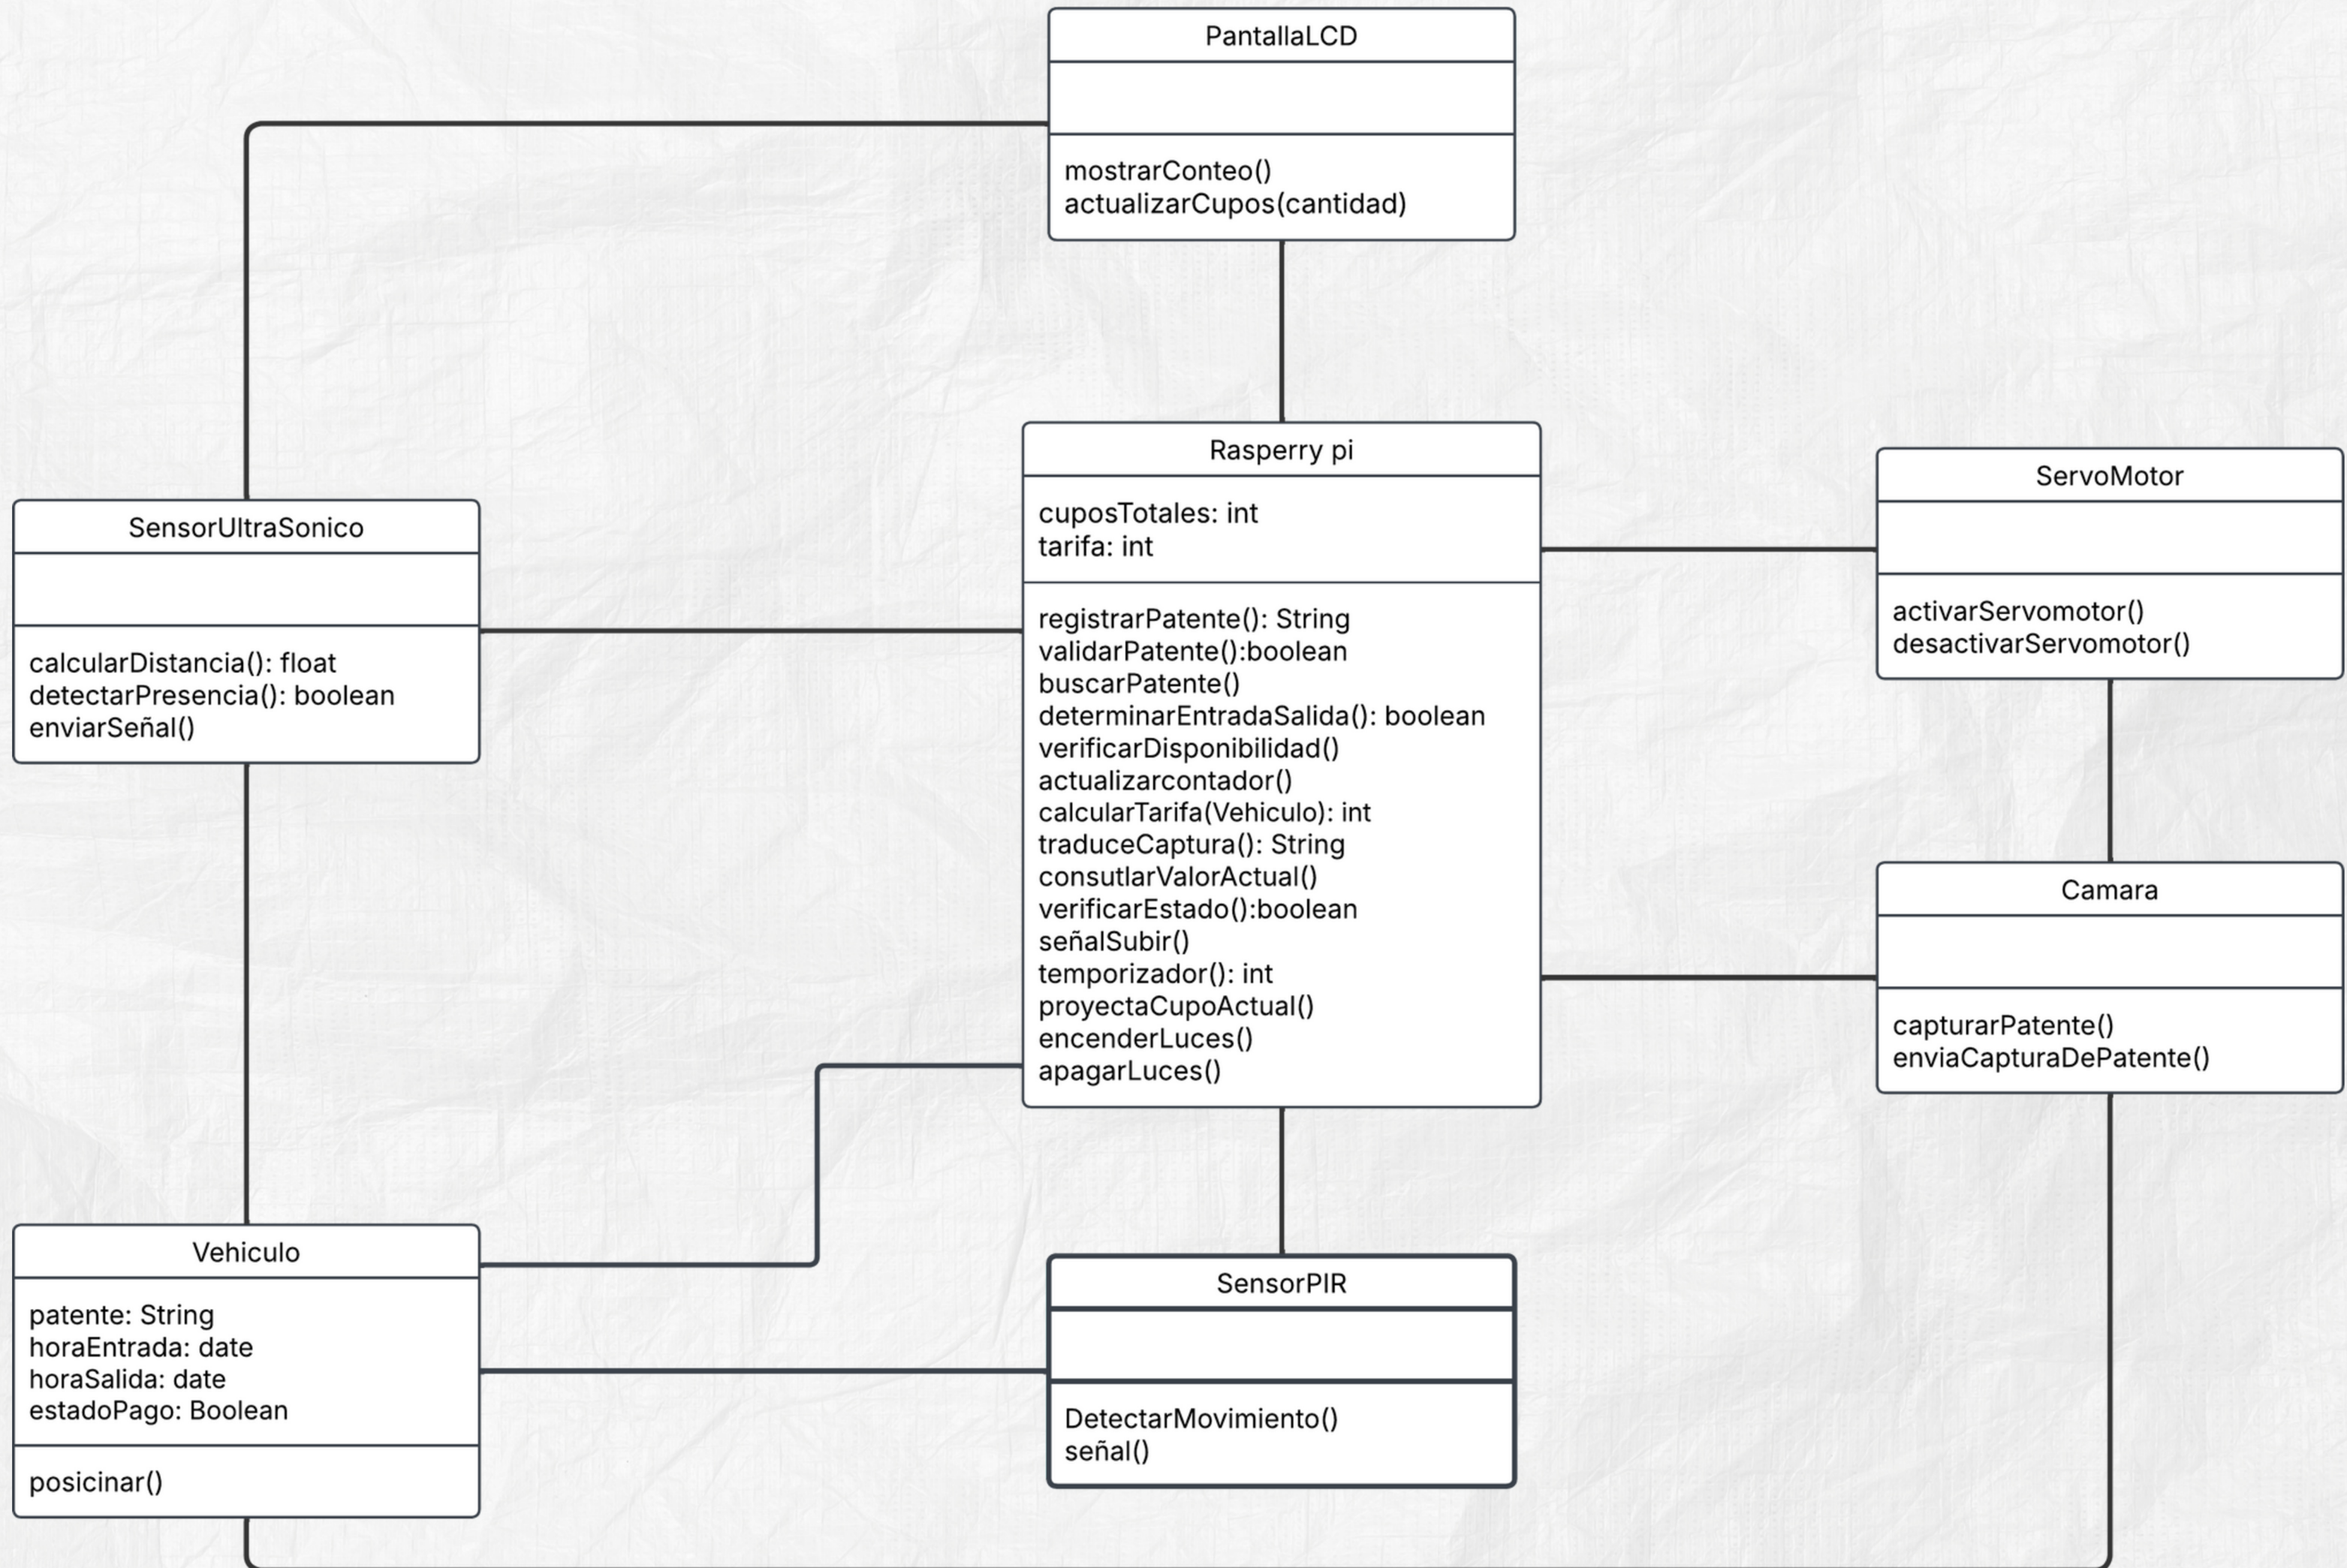 PantallaLCD
mostrarConteo()
actualizarCupos(cantidad)
Rasperry pi
cuposTotales: int
tarifa: int
registrarPatente(): String
validarPatente():boolean
buscarPatente()
determinarEntradaSalida(): boolean
verificarDisponibilidad()
actualizarcontador()
calcularTarifa(Vehiculo): int
traduceCaptura(): String
consutlarValorActual()
verificarEstado():boolean
señalSubir()
temporizador(): int
proyectaCupoActual()
encenderLuces()
apagarLuces()
ServoMotor
activarServomotor()
desactivarServomotor()
SensorUltraSonico
calcularDistancia(): float
detectarPresencia(): boolean
enviarSeñal()
Camara
capturarPatente()
enviaCapturaDePatente()
Vehiculo
patente: String
horaEntrada: date
horaSalida: date
estadoPago: Boolean
posicinar()
SensorPIR
DetectarMovimiento()
señal()